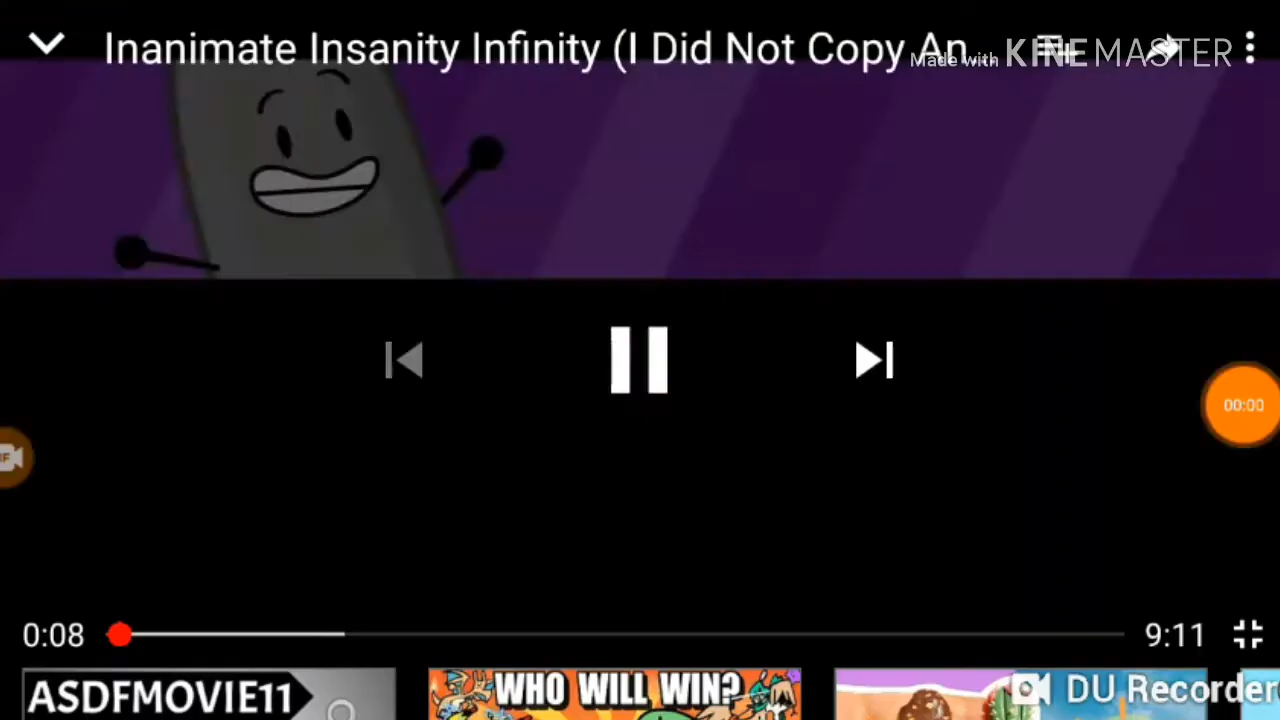 Inanimate Insanity Infinity (I Did Not Copy An
Made with KINEMASTER
00:00
0:08
9:11
ASDFMOVIE11
WHO WILL WIN?
DU Recorder